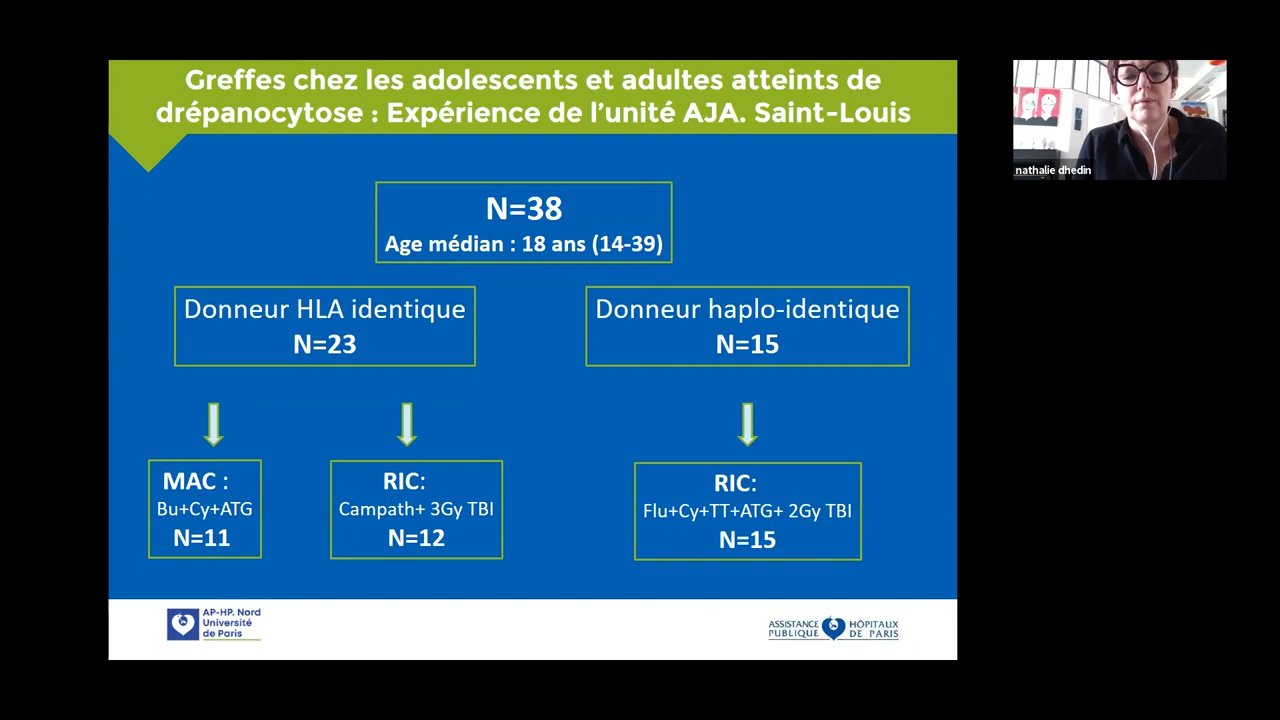 Greffes chez les adolescents et adultes atteints de
drépanocytose : Expérience de l'unité AJA. Saint-Louis
nathalie dhedin
N=38
Age médian : 18 ans (14-39)
Donneur HLA identique
N=23
Donneur haplo-identique
N=15
MAC :
Bu+Cy+ATG
N=11
RIC:
Campath+ 3Gy TBI
N=12
RIC:
Flu+Cy+TT+ATG+ 2Gy TBI
N=15
AP-HP. Nord
Université
de Paris
ASSISTANCE HÔPITAUX
PUBLIQUE DE PARIS